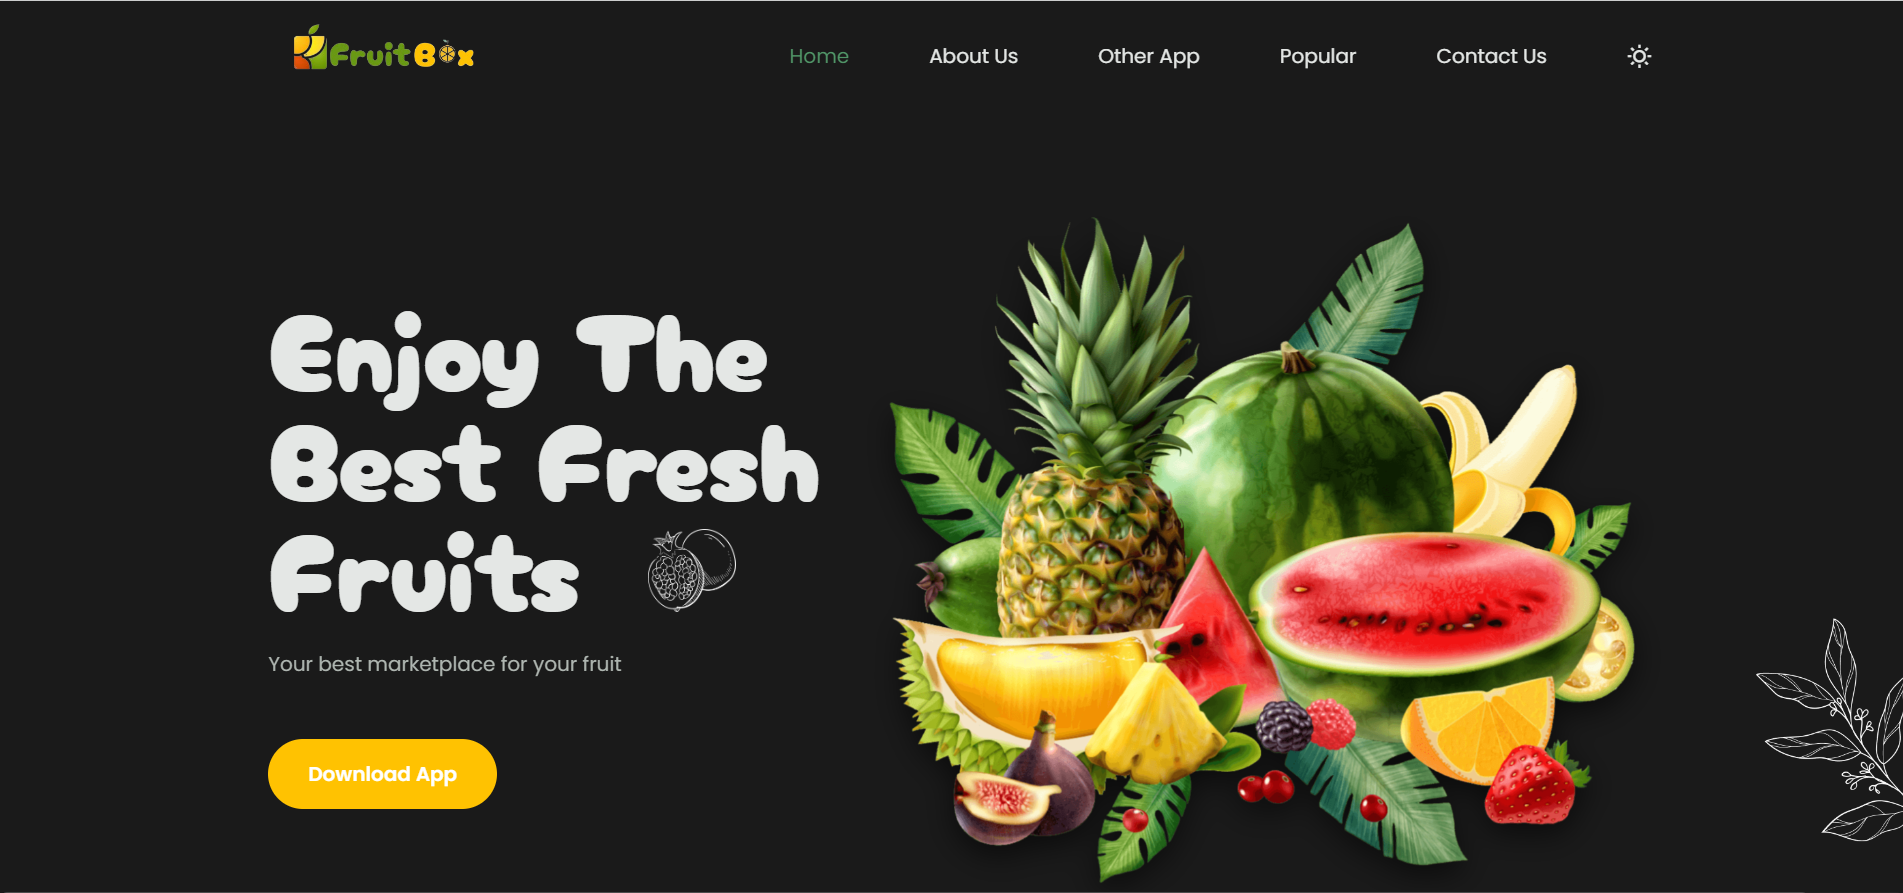 FruitBox
Home
About Us
Other App
Popular
Contact Us
Enjoy The
Best Fresh
Fruits
Your best marketplace for your fruit
Download App